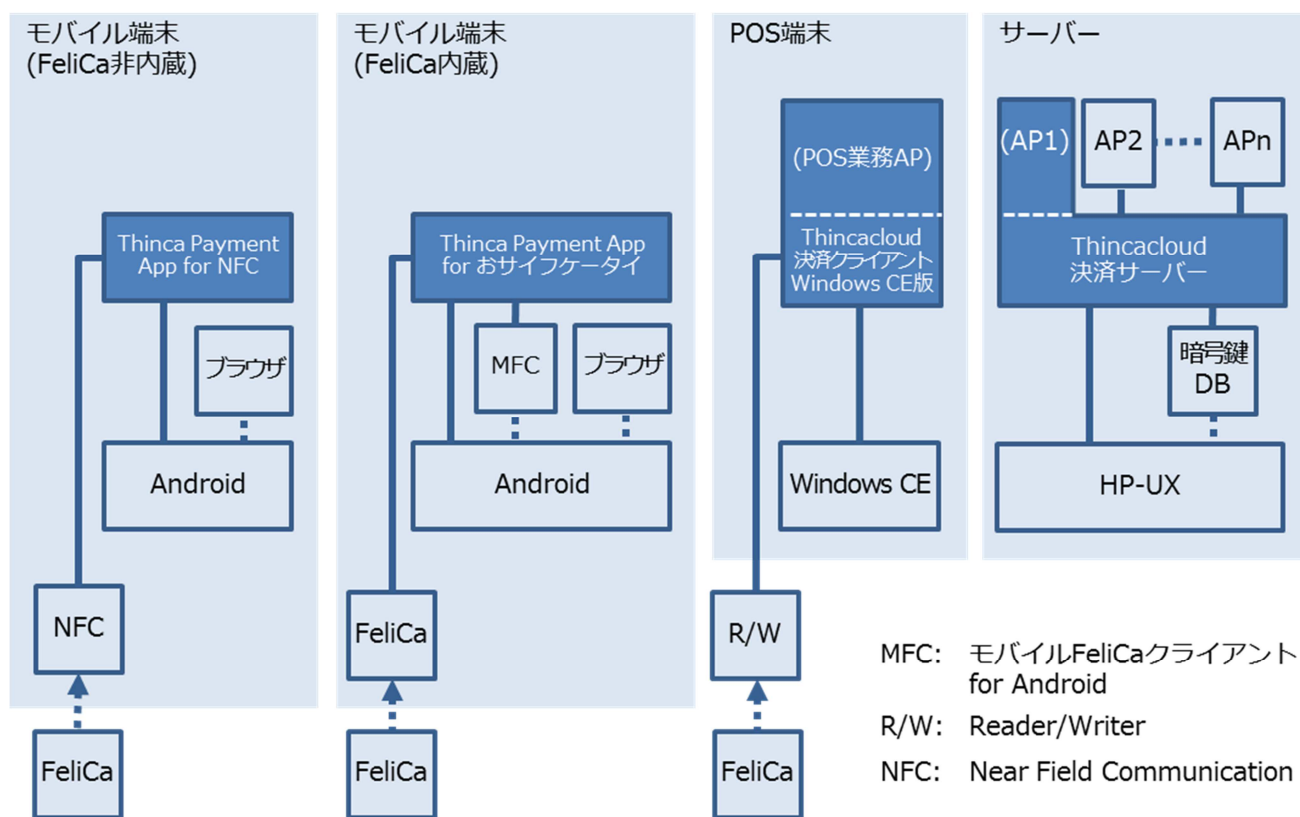 モバイル端末
(FeliCa非内蔵)
Thinca Payment
App for NFC
ブラウザ
Android
NFC
FeliCa
モバイル端末
(FeliCa内蔵)
Thinca Payment App
for おサイフケータイ
MFC
ブラウザ
Android
FeliCa
FeliCa
POS端末
(POS業務AP)
Thincacloud
決済クライアント
Windows CE版
Windows CE
R/W
FeliCa
サーバー
(AP1)
AP2
APn
Thincacloud
決済サーバー
暗号鍵
DB
HP-UX
MFC: モバイルFeliCaクライアント
for Android
R/W: Reader/Writer
NFC: Near Field Communication